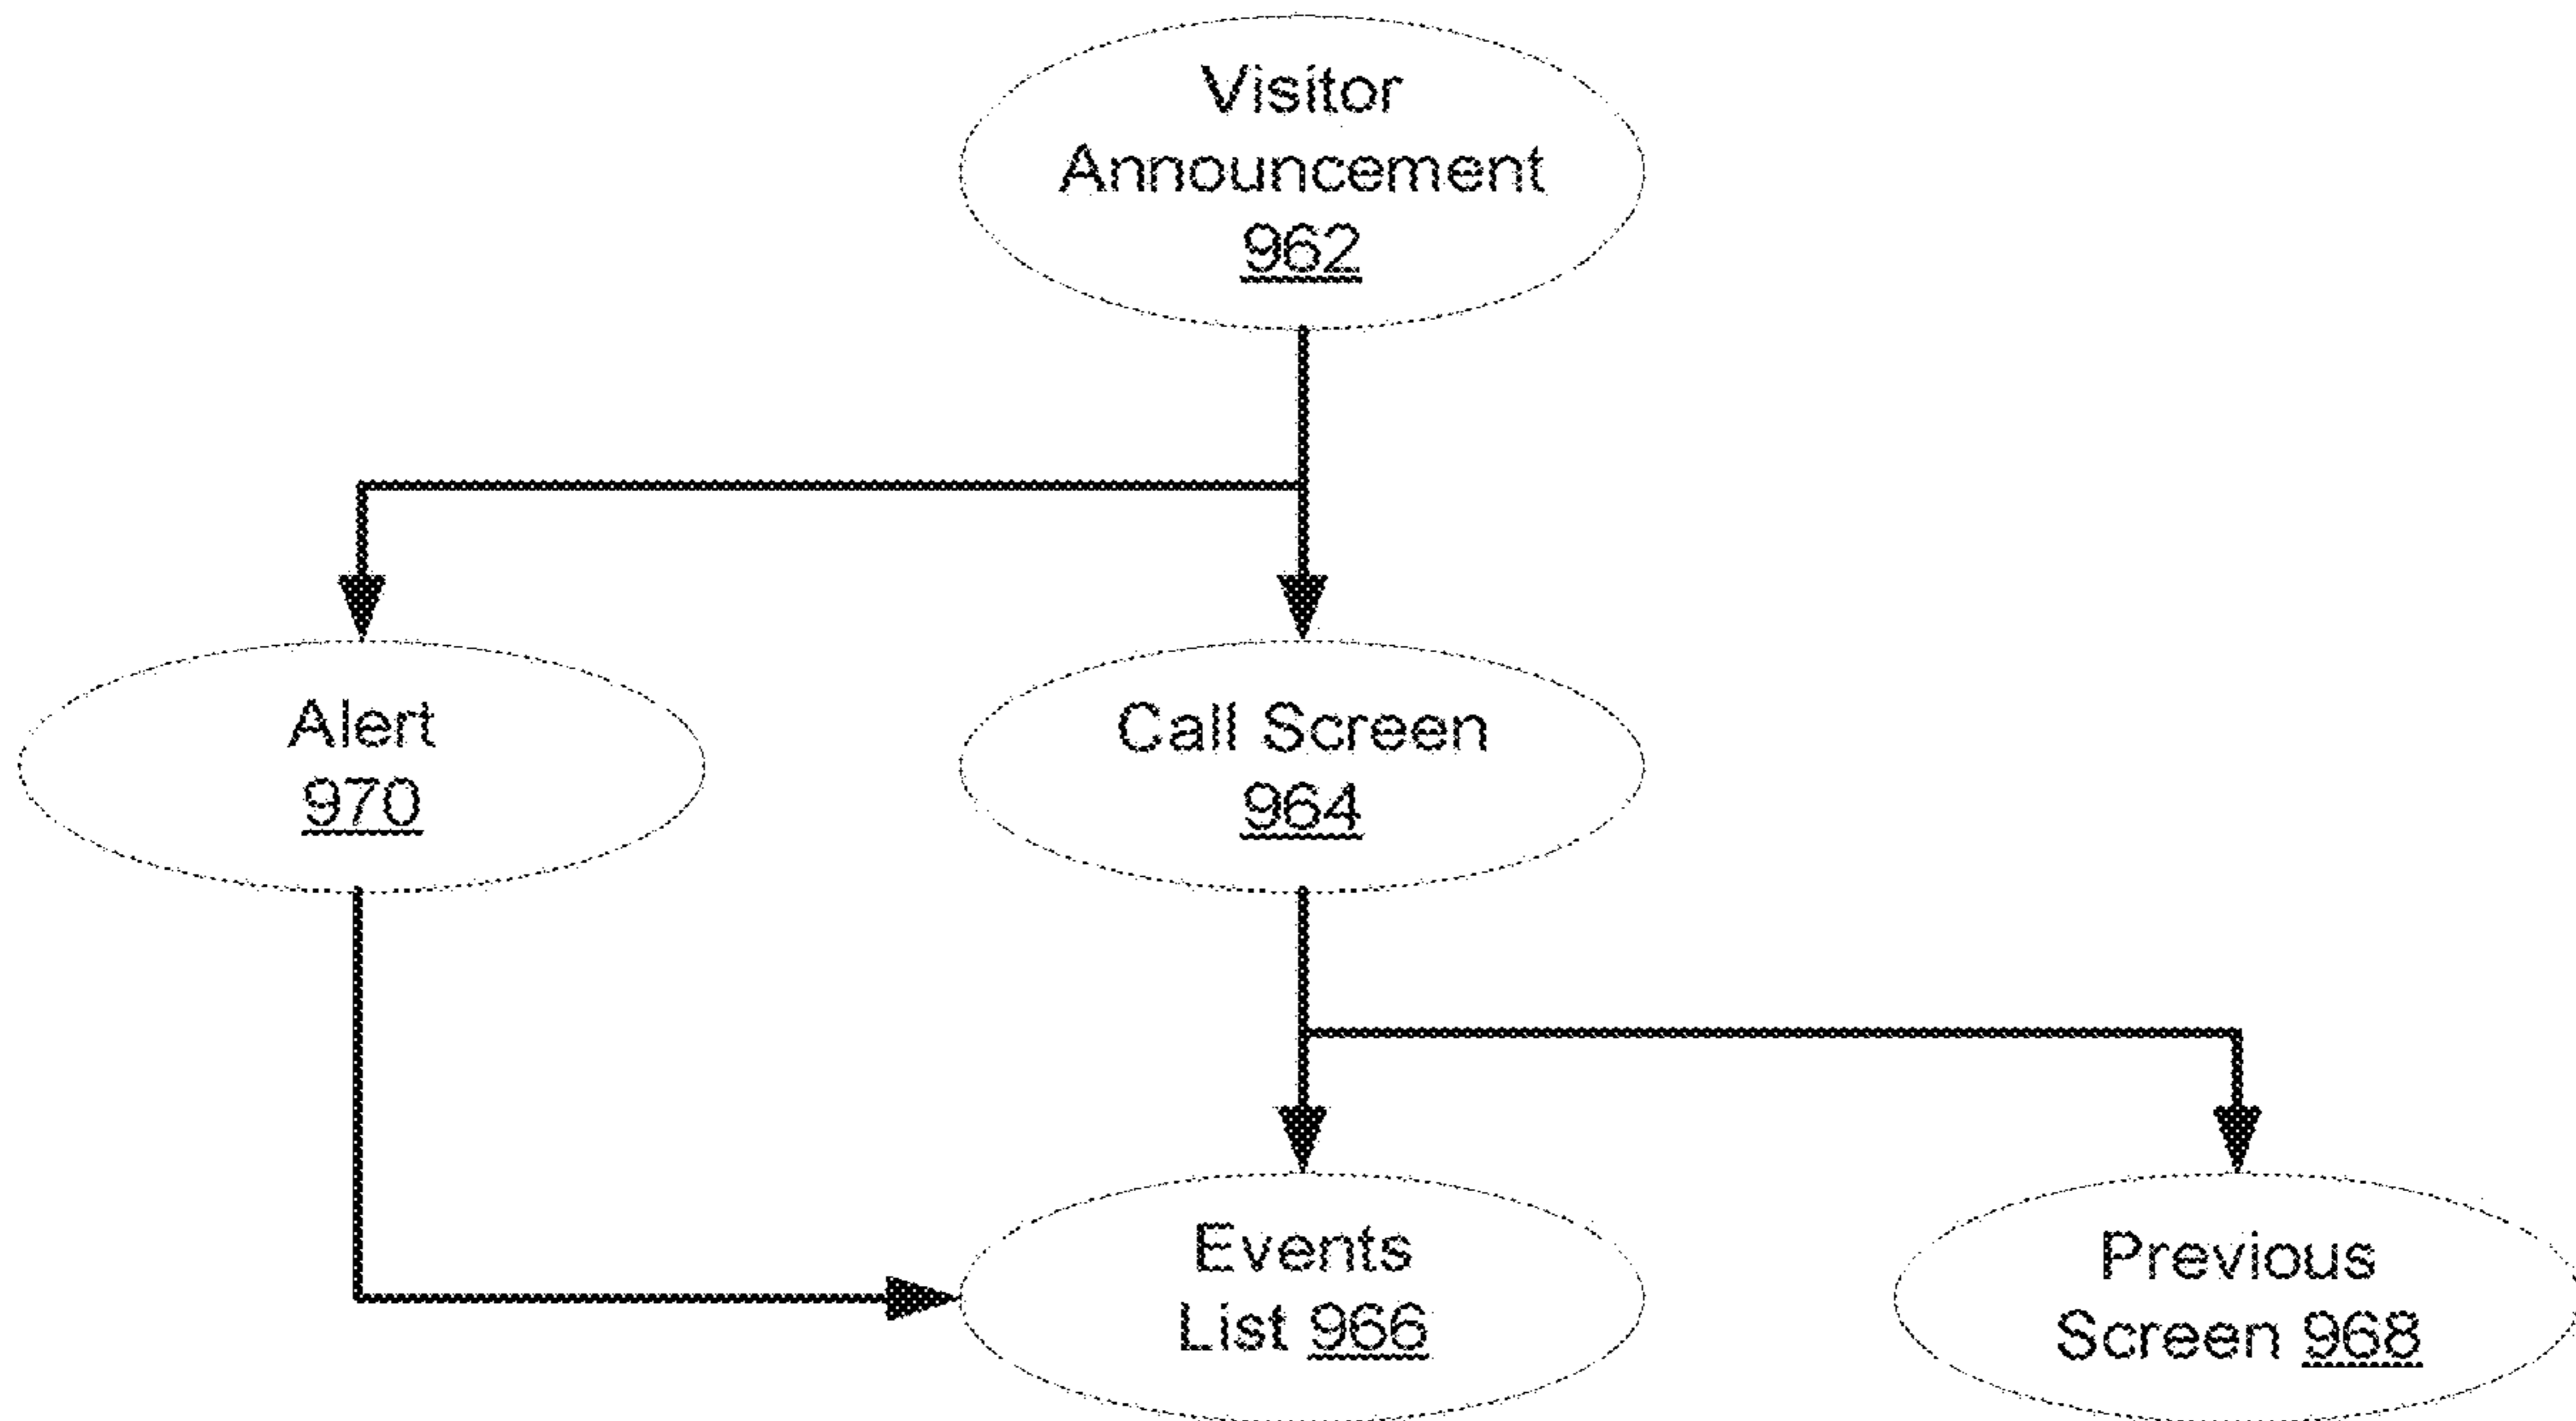 Visitor
Announcement
962
Alert
970
Call Screen
964
Events
List 966
Previous
Screen 968